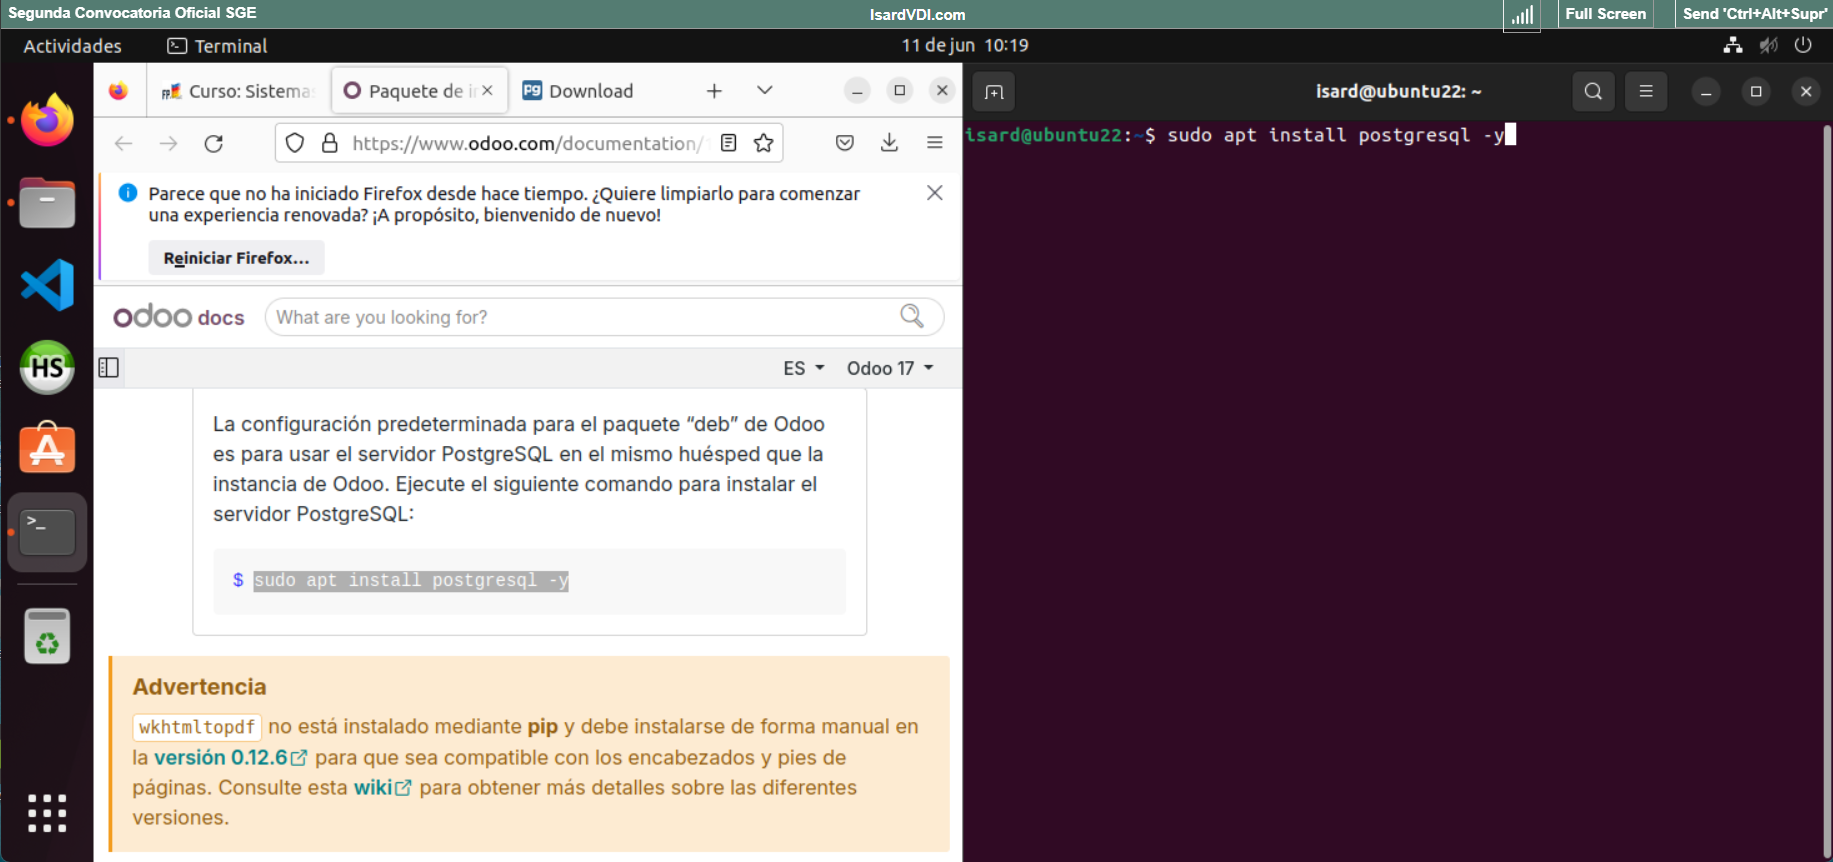 Segunda Convocatoria Oficial SGE
IsardVDI.com
Full Screen
Send 'Ctrl+Alt+Supr'
Actividades
Terminal
11 de jun 10:19
Curso: Sistemas
Paquete de in
Download
https://www.odoo.com/documentation/1
Parece que no ha iniciado Firefox desde hace tiempo. ¿Quiere limpiarlo para comenzar
una experiencia renovada? ¡A propósito, bienvenido de nuevo!
Reiniciar Firefox...
odoo docs
What are you looking for?
ES
Odoo 17
La configuración predeterminada para el paquete “deb” de Odoo
es para usar el servidor PostgreSQL en el mismo huésped que la
instancia de Odoo. Ejecute el siguiente comando para instalar el
servidor PostgreSQL:
$ sudo apt install postgresql -y
Advertencia
wkhtmltopdf no está instalado mediante pip y debe instalarse de forma manual en
la versión 0.12.6 para que sea compatible con los encabezados y pies de
páginas. Consulte esta wiki para obtener más detalles sobre las diferentes
versiones.
HS
isard@ubuntu22: ~
isard@ubuntu22:~$ sudo apt install postgresql -y